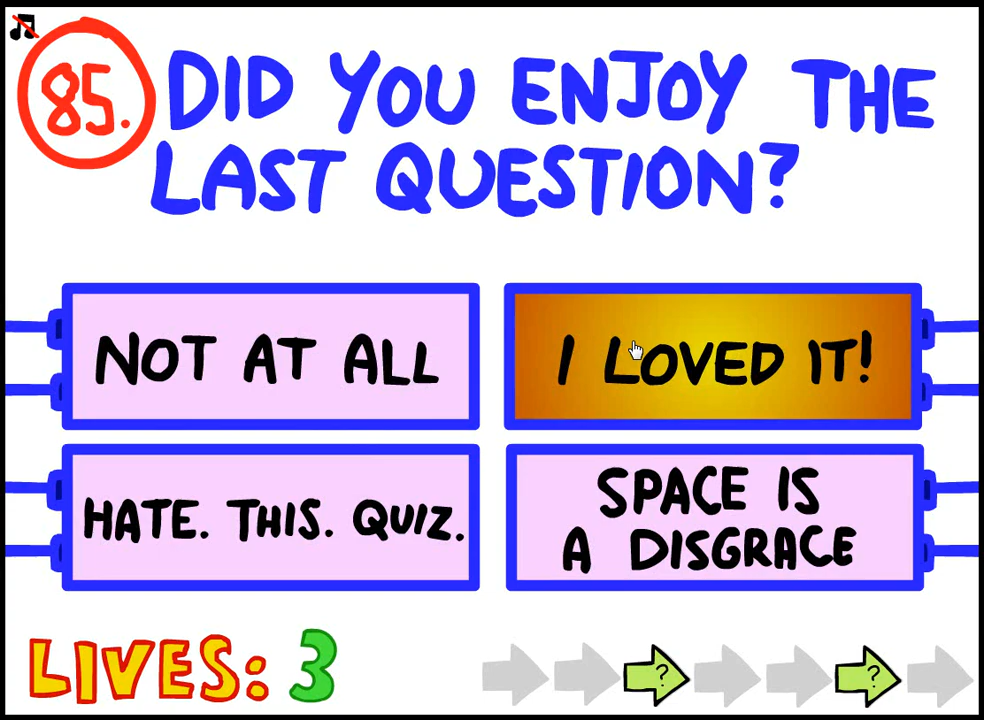 85. DID YOU ENJOY THE
LAST QUESTION?
NOT AT ALL
I LOVED IT!
HATE. THIS. QUIZ.
SPACE IS
A DISGRACE
LIVES: 3
? ?